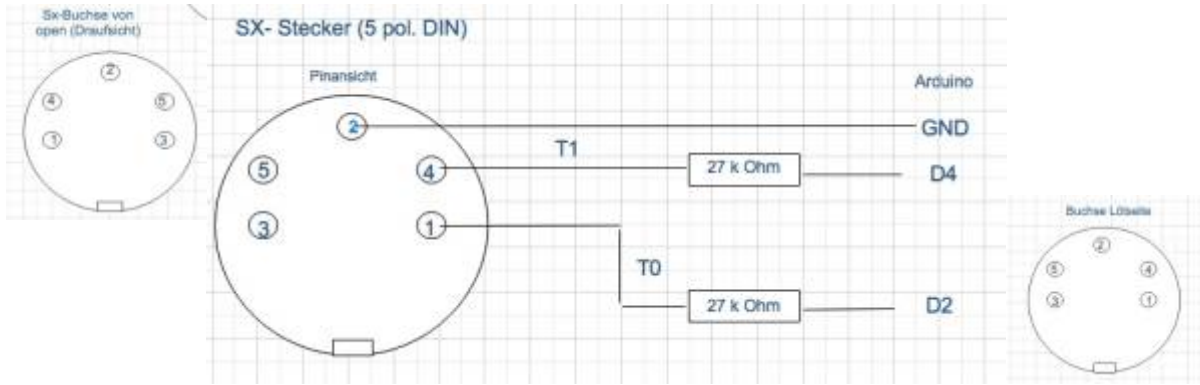 Sx-Buchse von
open (Draufsicht)
2
4
5
1
3
SX- Stecker (5 pol. DIN)
Pinansicht
Arduino
2
GND
T1
5
4
27 k Ohm
D4
3
1
T0
27 k Ohm
D2
Buchse Lötseite
2
5
4
3
1